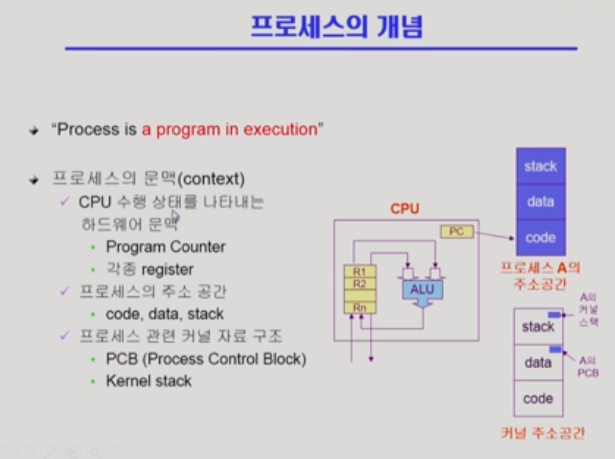 프로세스의 개념
“Process is a program in execution”
프로세스의 문맥(context)
CPU 수행 상태를 나타내는
하드웨어 문맥
Program Counter
각종 register
프로세스의 주소 공간
code, data, stack
프로세스 관련 커널 자료 구조
PCB (Process Control Block)
Kernel stack
CPU
PC
R1
R2
Rn
ALU
stack
data
code
프로세스 A의
주소공간
stack
data
code
A의
커널
스택
A의
PCB
커널 주소공간